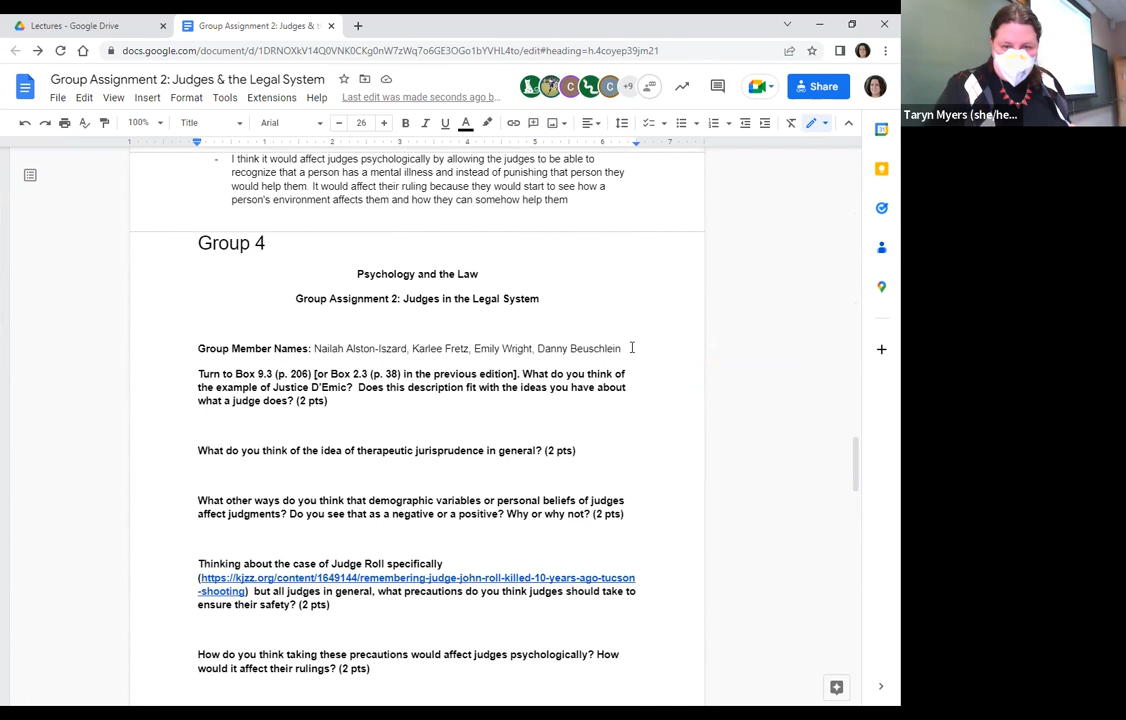 Lectures - Google Drive
Group Assignment 2: Judges & th
docs.google.com/document/d/1DRNOXkV14Q0VNK0CKg0nW7zWq7o6GE3OGo1bYVHL4to/edit#heading=h.4coyep39jm21
Group Assignment 2: Judges & the Legal System
+9
Share
File Edit View Insert Format Tools Extensions Help Last edit was made seconds ago b...
100% Title Arial 26
1 1 2 3 4 5 6 7
- I think it would affect judges psychologically by allowing the judges to be able to
recognize that a person has a mental illness and instead of punishing that person they
would help them. It would affect their ruling because they would start to see how a
person's environment affects them and how they can somehow help them
Group 4
Psychology and the Law
Group Assignment 2: Judges in the Legal System
Group Member Names: Nailah Alston-Iszard, Karlee Fretz, Emily Wright, Danny Beuschlein
Turn to Box 9.3 (p. 206) [or Box 2.3 (p. 38) in the previous edition]. What do you think of
the example of Justice D'Emic? Does this description fit with the ideas you have about
what a judge does? (2 pts)
What do you think of the idea of therapeutic jurisprudence in general? (2 pts)
What other ways do you think that demographic variables or personal beliefs of judges
affect judgments? Do you see that as a negative or a positive? Why or why not? (2 pts)
Thinking about the case of Judge Roll specifically
(https://kjzz.org/content/1649144/remembering-judge-john-roll-killed-10-years-ago-tucson
-shooting) but all judges in general, what precautions do you think judges should take to
ensure their safety? (2 pts)
How do you think taking these precautions would affect judges psychologically? How
would it affect their rulings? (2 pts)
Taryn Myers (she/he...